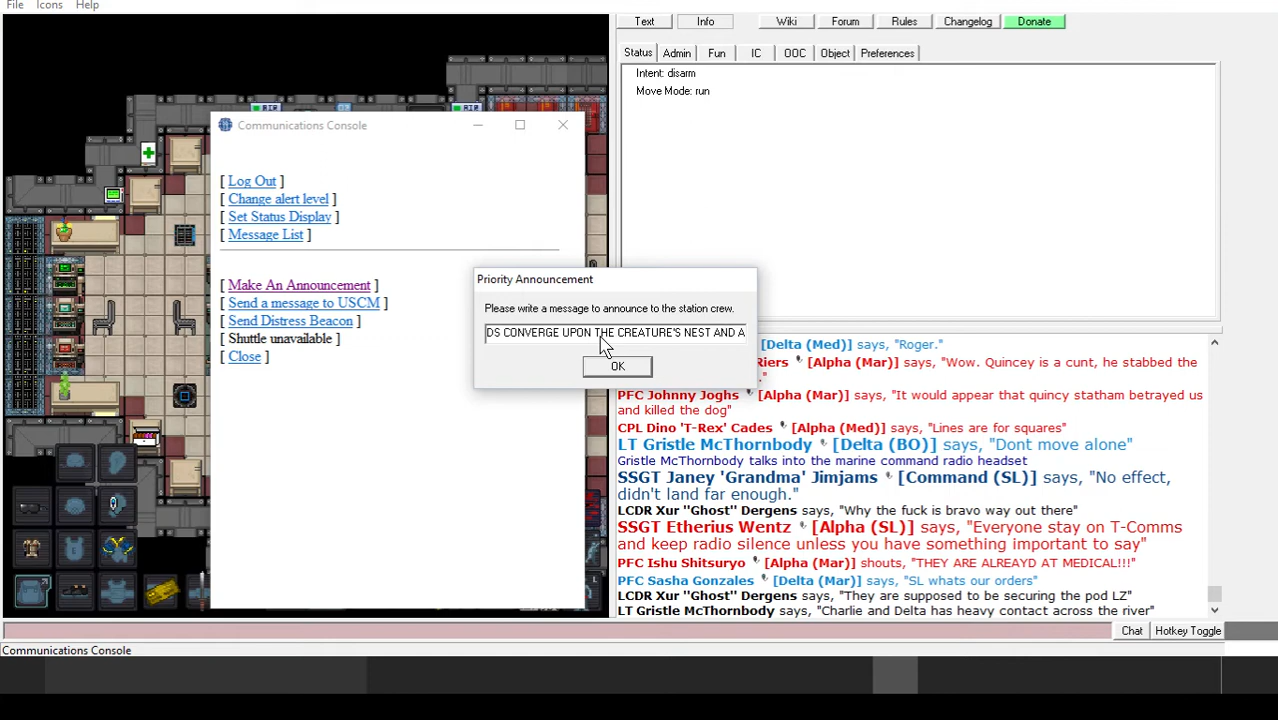 File Icons Help
Text Info Wiki Forum Rules Changelog Donate
Status Admin Fun IC OOC Object Preferences
Intent: disarm
Move Mode: run
Communications Console
[ Log Out ]
[ Change alert level ]
[ Set Status Display ]
[ Message List ]
[ Make An Announcement ]
[ Send a message to USCM ]
[ Send Distress Beacon ]
[ Shuttle unavailable ]
[ Close ]
Priority Announcement
Please write a message to announce to the station crew.
DS CONVERGE UPON THE CREATURE'S NEST AND A
OK
[Delta (Med) says, "Roger."
Riers [Alpha (Mar)] says, "Wow. Quincey is a cunt, he stabbed the
."
PFC Johnny Joghs [Alpha (Mar)] says, "It would appear that quincy statham betrayed us
and killed the dog"
CPL Dino 'T-Rex' Cades [Alpha (Med)] says, "Lines are for squares"
LT Gristle McThornbody [Delta (BO)] says, "Dont move alone"
Gristle McThornbody talks into the marine command radio headset
SSGT Janey 'Grandma' Jimjams [Command (SL)] says, "No effect,
didn't land far enough."
LCDR Xur "Ghost" Dergens says, "Why the fuck is bravo way out there"
SSGT Etherius Wentz [Alpha (SL)] says, "Everyone stay on T-Comms
and keep radio silence unless you have something important to say"
PFC Ishu Shitsuryo [Alpha (Mar)] shouts, "THEY ARE ALREAYD AT MEDICAL!!!"
PFC Sasha Gonzales [Delta (Mar)] says, "SL whats our orders"
LCDR Xur "Ghost" Dergens says, "They are supposed to be securing the pod LZ"
LT Gristle McThornbody says, "Charlie and Delta has heavy contact across the river"
Chat Hotkey Toggle
Communications Console